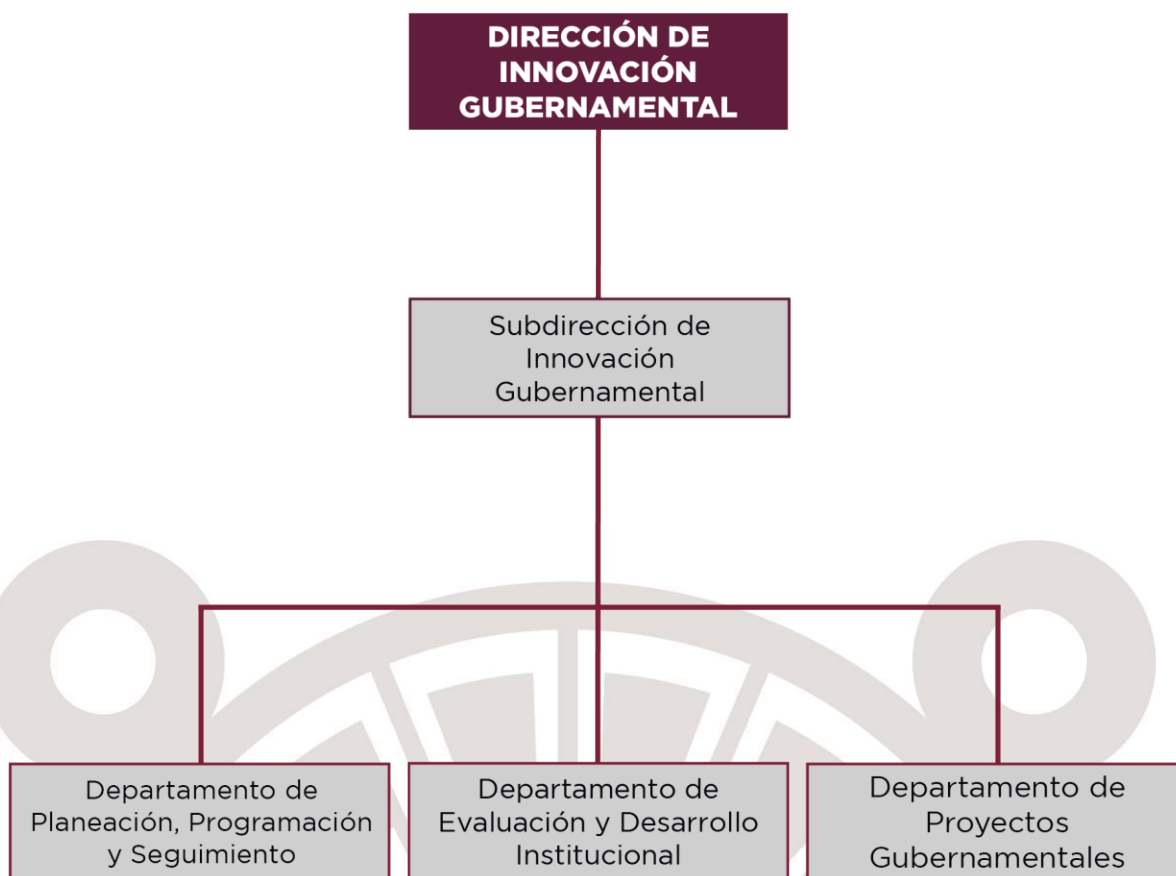 DIRECCIÓN DE
INNOVACIÓN
GUBERNAMENTAL
Subdirección de
Innovación
Gubernamental
Departamento de
Planeación, Programación
y Seguimiento
Departamento de
Evaluación y Desarrollo
Institucional
Departamento de
Proyectos
Gubernamentales